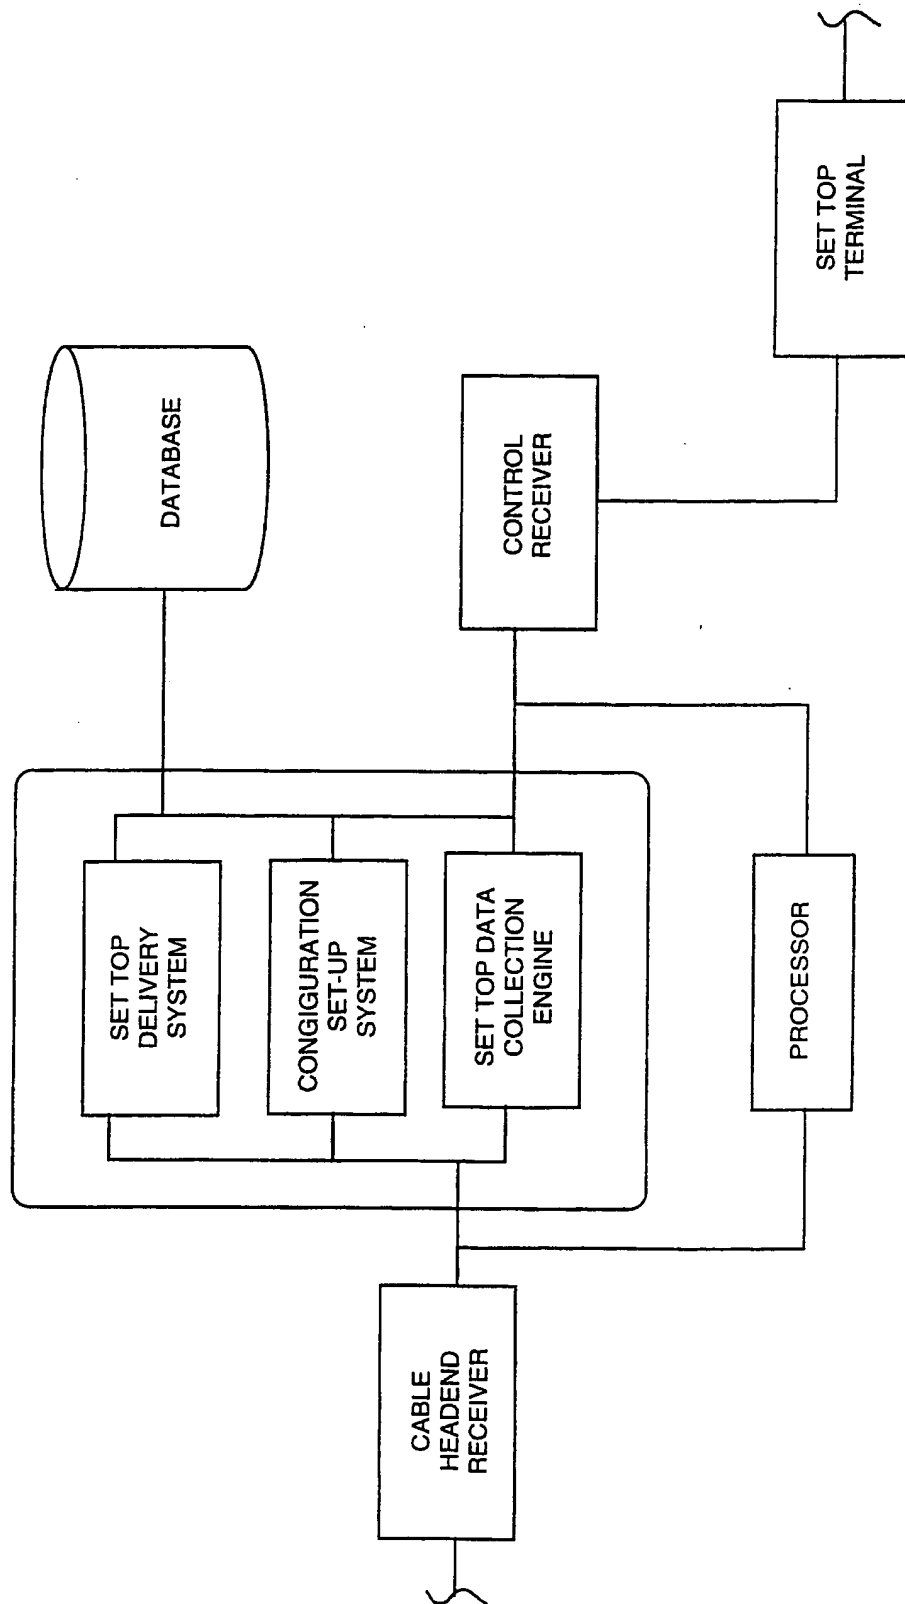 CABLE
HEADEND
RECEIVER
SET TOP
DELIVERY
SYSTEM
CONGIGURATION
SET-UP
SYSTEM
SET TOP DATA
COLLECTION
ENGINE
PROCESSOR
DATABASE
CONTROL
RECEIVER
SET TOP
TERMINAL